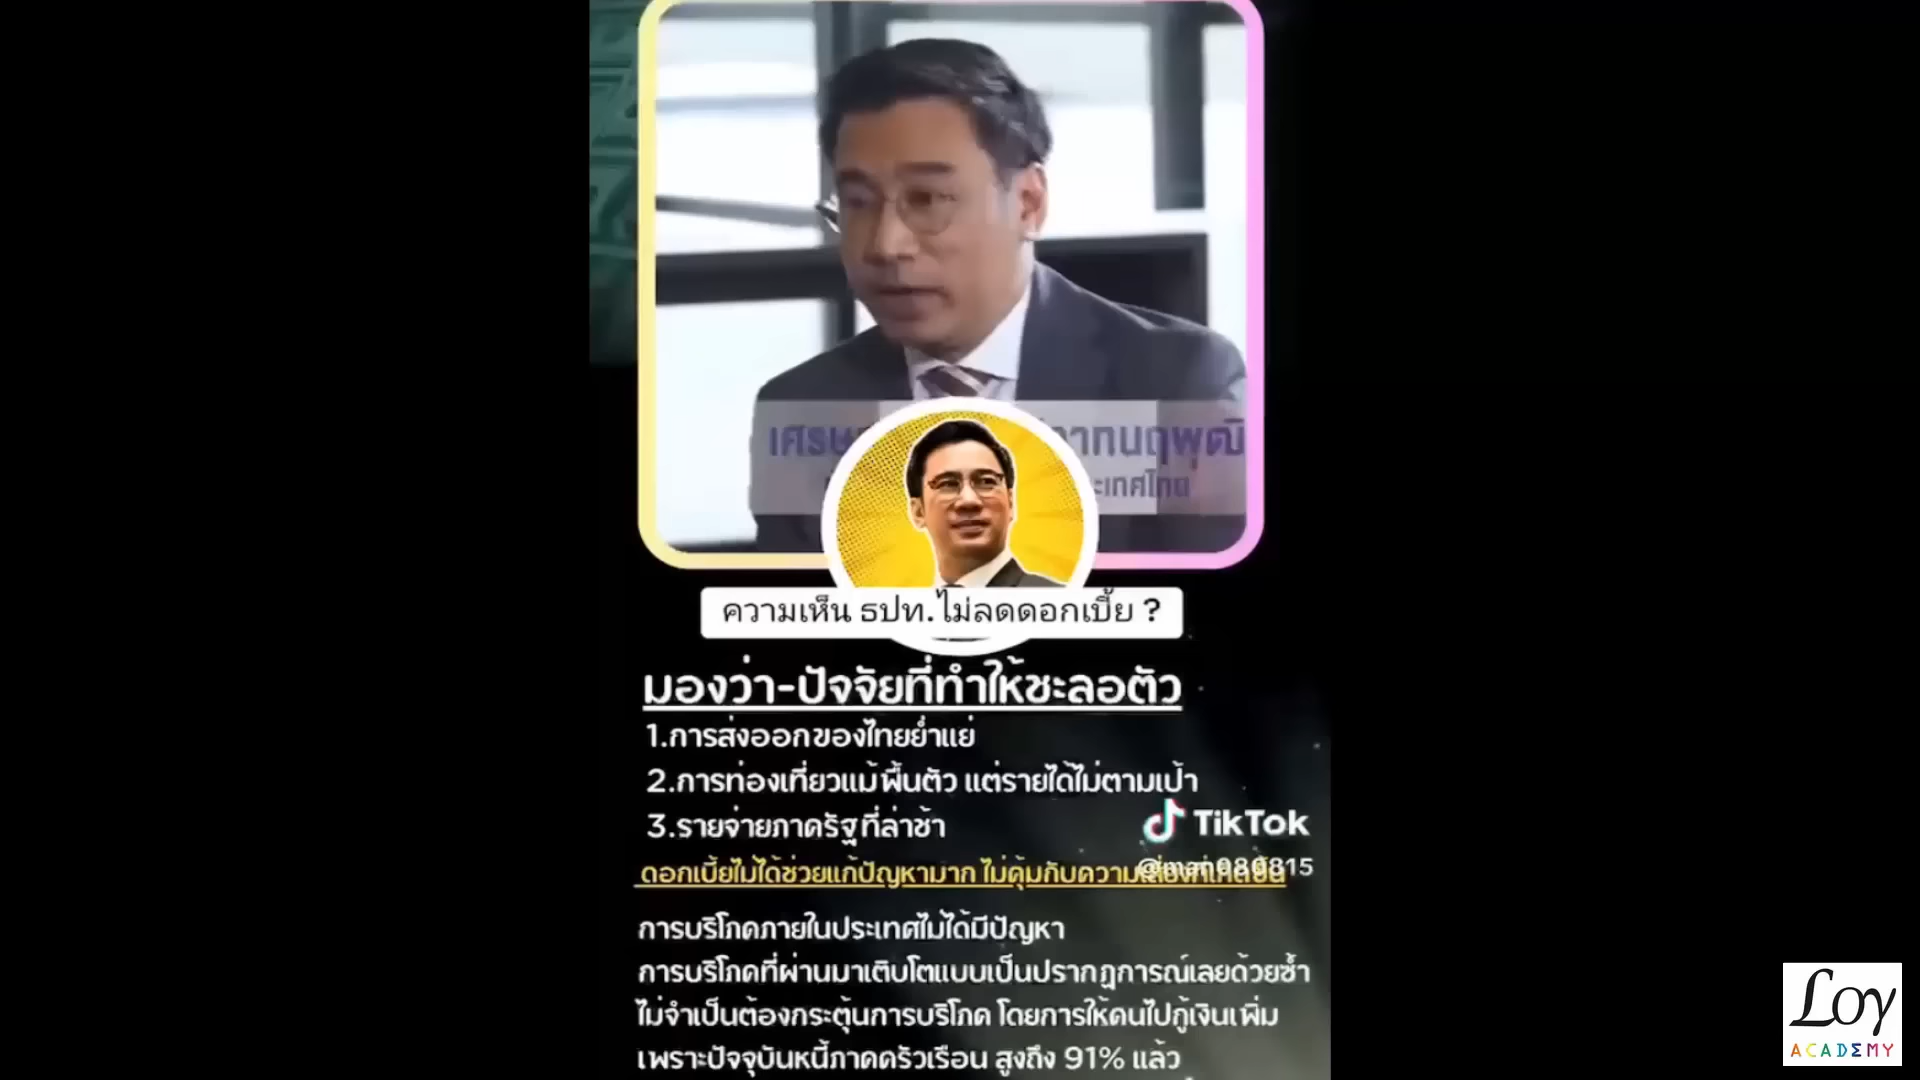 ความเห็น ธปท.ไม่ลดดอกเบี้ย ?
มองว่า-ปัจจัยที่ทำให้ชะลอตัว
1.การส่งออกของไทยย่ำแย่
2.การท่องเที่ยวแม้ฟื้นตัว แต่รายได้ไม่ตามเป้า
3.รายจ่ายภาครัฐที่ล่าช้า
TikTok
@man080815
ดอกเบี้ยไม่ได้ช่วยแก้ปัญหามาก ไม่คุ้มกับ
การบริโภคภายในประเทศไม่ได้มีปัญหา
การบริโภคที่ผ่านมาเติบโตแบบเป็นปรากฏการณ์เลยด้วยซ้ำ
ไม่จำเป็นต้องกระตุ้นการบริโภค โดยการให้คนไปกู้เงินเพิ่ม
เพราะปัจจุบันหนี้ภาคครัวเรือน สูงถึง 91% แล้ว
Loy
ACADEMY